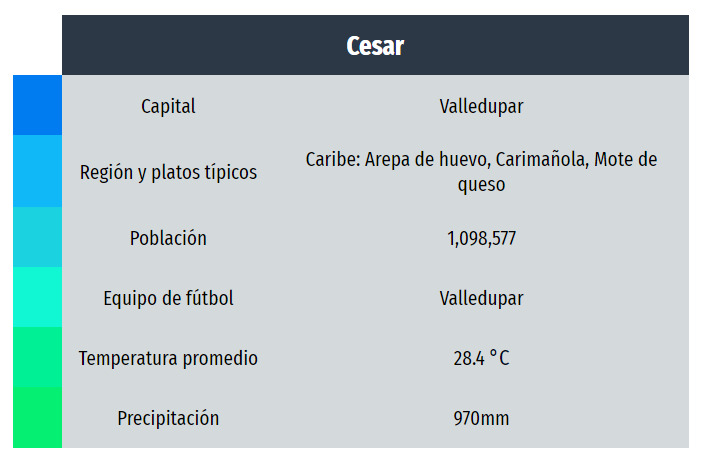 Cesar
Capital
Valledupar
Región y platos típicos
Caribe: Arepa de huevo, Carimañola, Mote de
queso
Población
1,098,577
Equipo de fútbol
Valledupar
Temperatura promedio
28.4 °C
Precipitación
970mm